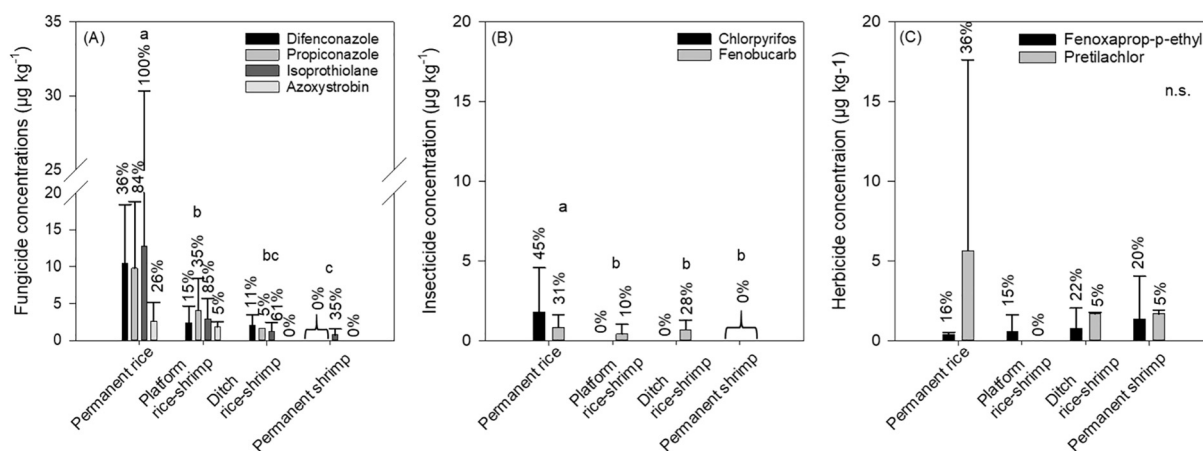 (A)
Fungicide concentrations (µg kg⁻¹)
35
30
25
20
15
10
5
0
Difenconazole
Propiconazole
Isoprothiolane
Azoxystrobin
a
36%
84%
100%
26%
b
15%
35%
85%
5%
bc
11%
5%
61%
0%
c
0%
35%
0%
Permanent rice
Platform
rice-shrimp
Ditch
rice-shrimp
Permanent shrimp
(B)
Insecticide concentration (µg kg⁻¹)
20
15
10
5
0
Chlorpyrifos
Fenobucarb
a
45%
31%
b
0%
10%
b
0%
28%
b
0%
Permanent rice
Platform
rice-shrimp
Ditch
rice-shrimp
Permanent shrimp
(C)
Herbicide concentraion (µg kg-1)
20
15
10
5
0
Fenoxaprop-p-ethyl
Pretilachlor
n.s.
16%
36%
15%
0%
22%
5%
20%
5%
Permanent rice
Platform
rice-shrimp
Ditch
rice-shrimp
Permanent shrimp